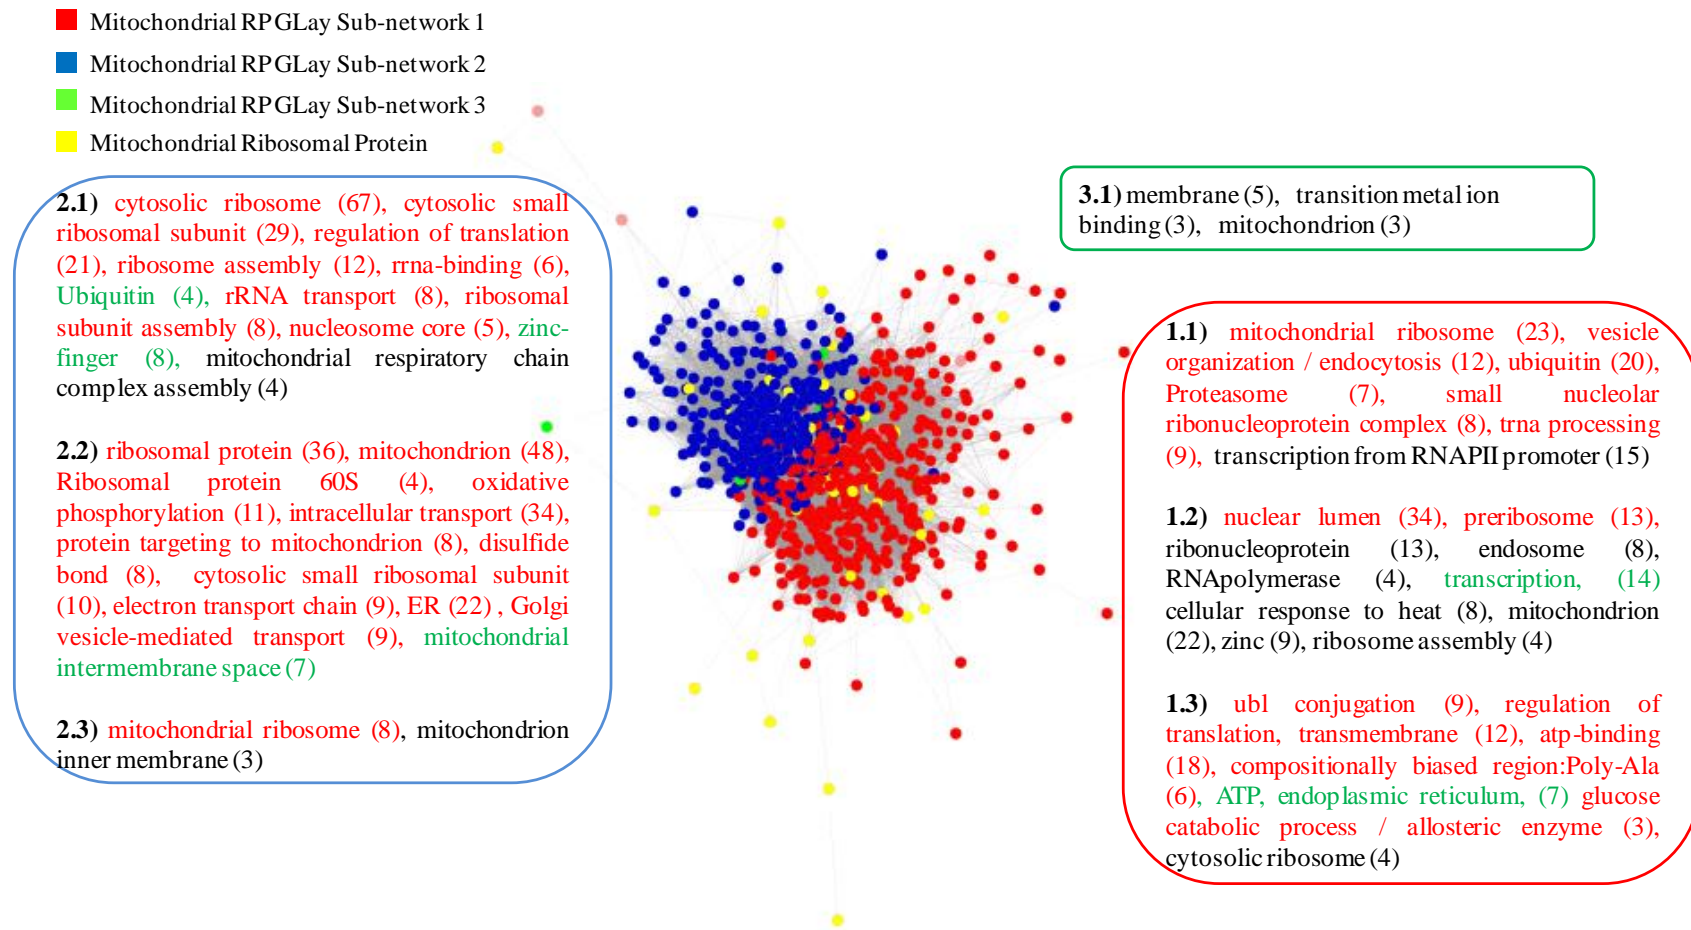 Mitochondrial RPGLay Sub-network 1
Mitochondrial RPGLay Sub-network 2
Mitochondrial RPGLay Sub-network 3
Mitochondrial Ribosomal Protein
2.1) cytosolic ribosome (67), cytosolic small
ribosomal subunit (29), regulation of translation
(21), ribosome assembly (12), rrna-binding (6),
Ubiquitin (4), rRNA transport (8), ribosomal
subunit assembly (8), nucleosome core (5), zinc-
finger (8), mitochondrial respiratory chain
complex assembly (4)
2.2) ribosomal protein (36), mitochondrion (48),
Ribosomal protein 60S (4), oxidative
phosphorylation (11), intracellular transport (34),
protein targeting to mitochondrion (8), disulfide
bond (8), cytosolic small ribosomal subunit
(10), electron transport chain (9), ER (22) , Golgi
vesicle-mediated transport (9), mitochondrial
intermembrane space (7)
2.3) mitochondrial ribosome (8), mitochondrion
inner membrane (3)
3.1) membrane (5), transition metal ion
binding (3), mitochondrion (3)
1.1) mitochondrial ribosome (23), vesicle
organization / endocytosis (12), ubiquitin (20),
Proteasome (7), small nucleolar
ribonucleoprotein complex (8), trna processing
(9), transcription from RNAPII promoter (15)
1.2) nuclear lumen (34), preribosome (13),
ribonucleoprotein (13), endosome (8),
RNApolymerase (4), transcription, (14)
cellular response to heat (8), mitochondrion
(22), zinc (9), ribosome assembly (4)
1.3) ubl conjugation (9), regulation of
translation, transmembrane (12), atp-binding
(18), compositionally biased region:Poly-Ala
(6), ATP, endoplasmic reticulum, (7) glucose
catabolic process / allosteric enzyme (3),
cytosolic ribosome (4)